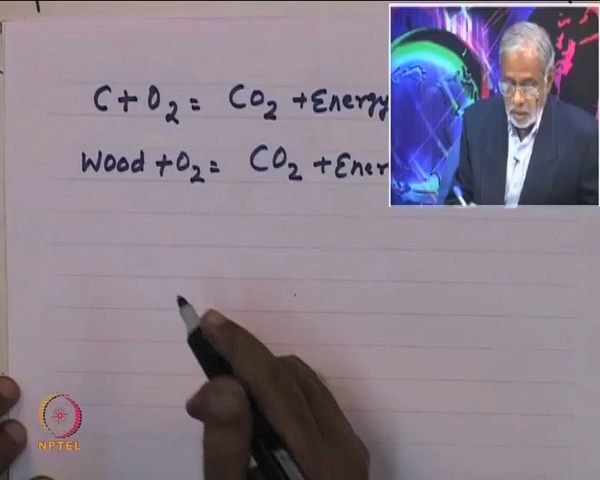 C + O2 = CO2 + Energy
Wood + O2 = CO2 + Ener
NPTEL